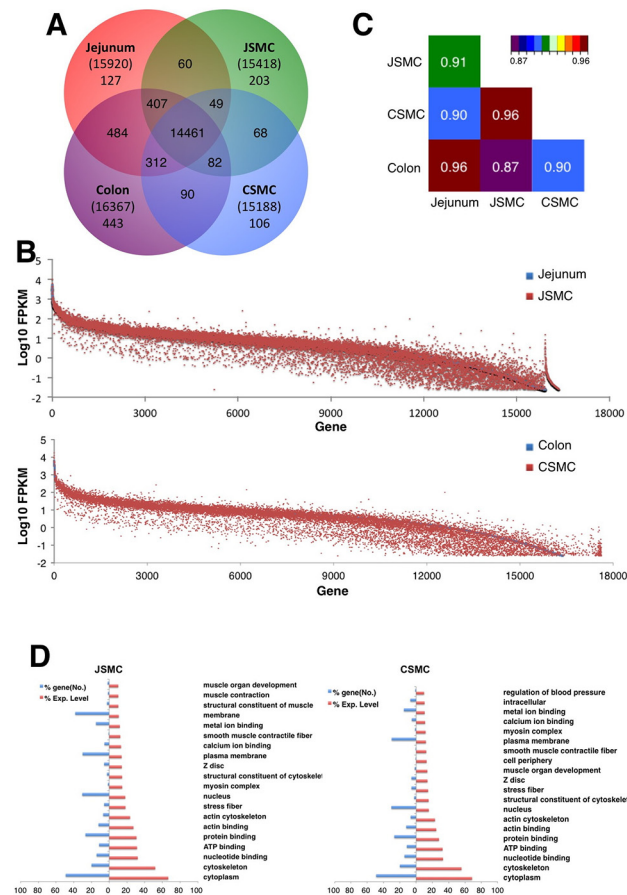 A
Jejunum
(15920)
127
JSMC
(15418)
203
60
407
49
484
14461
68
312
82
Colon
(16367)
443
90
CSMC
(15188)
106
C
0.87
0.96
JSMC
0.91
CSMC
0.90
0.96
Colon
0.96
0.87
0.90
Jejunum
JSMC
CSMC
B
Log10 FPKM
5
4
3
2
1
0
-1
-2
0
3000
6000
9000
12000
15000
18000
Gene
Jejunum
JSMC
Log10 FPKM
5
4
3
2
1
0
-1
-2
0
3000
6000
9000
12000
15000
18000
Gene
Colon
CSMC
D
JSMC
% gene(No.)
% Exp. Level
muscle organ development
muscle contraction
structural constituent of muscle
membrane
metal ion binding
smooth muscle contractile fiber
calcium ion binding
plasma membrane
Z disc
structural constituent of cytoskelet
myosin complex
nucleus
stress fiber
actin cytoskeleton
actin binding
protein binding
ATP binding
nucleotide binding
cytoskeleton
cytoplasm
100 80 60 40 20 0 20 40 60 80 100
CSMC
% gene(No.)
% Exp. Level
regulation of blood pressure
intracellular
metal ion binding
calcium ion binding
myosin complex
plasma membrane
smooth muscle contractile fiber
cell periphery
muscle organ development
Z disc
stress fiber
structural constituent of cytoskelet
nucleus
actin cytoskeleton
actin binding
protein binding
ATP binding
nucleotide binding
cytoskeleton
cytoplasm
100 80 60 40 20 0 20 40 60 80 100